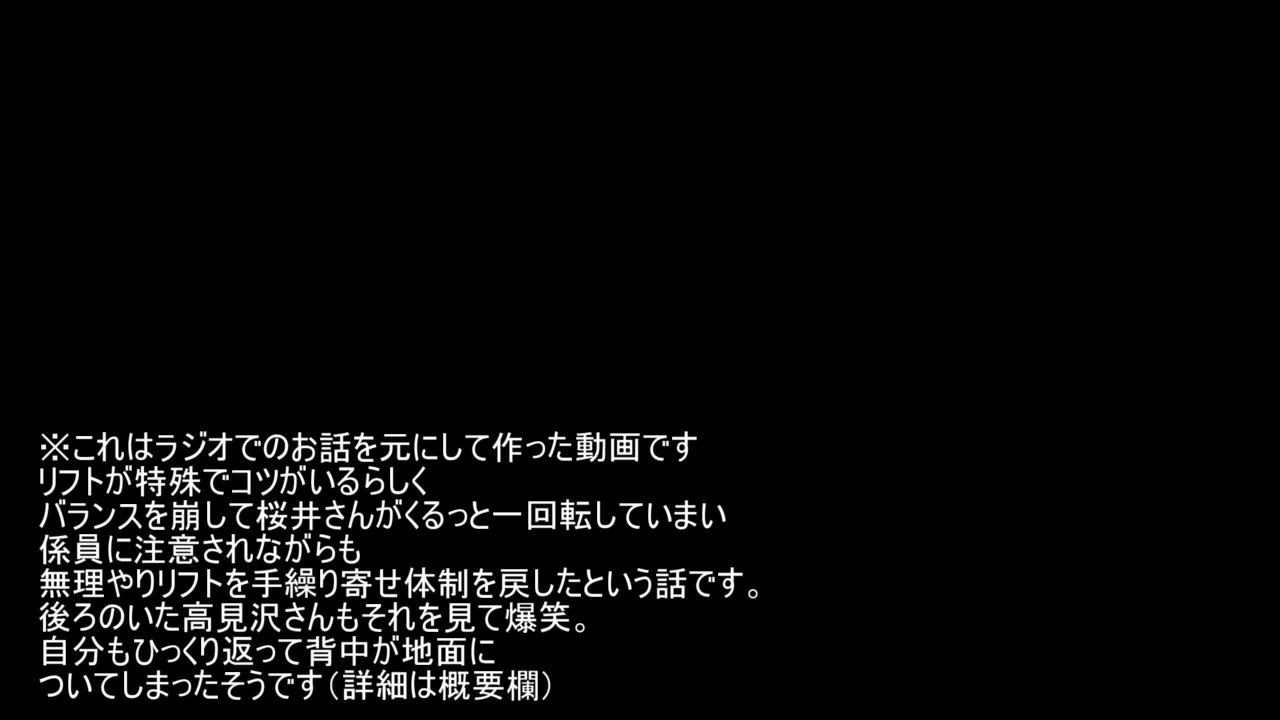 ※これはラジオでのお話を元にして作った動画です
リフトが特殊でコツがいるらしく
バランスを崩して桜井さんがくるっと一回転していまい
係員に注意されながらも
無理やりリフトを手繰り寄せ体制を戻したという話です。
後ろのいた高見沢さんもそれを見て爆笑。
自分もひっくり返って背中が地面に
ついてしまったそうです（詳細は概要欄）